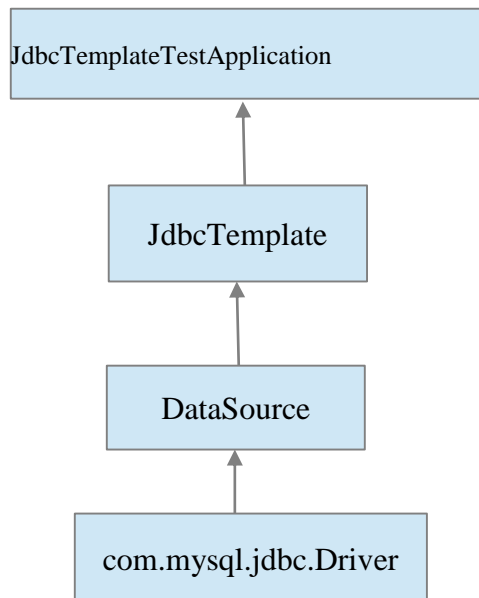 JdbcTemplateTestApplication
JdbcTemplate
DataSource
com.mysql.jdbc.Driver